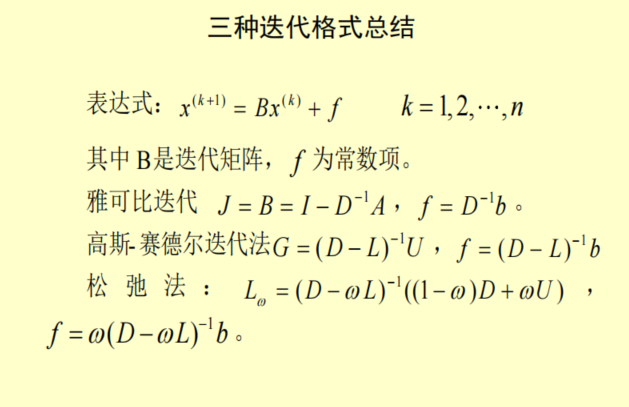 三种迭代格式总结
表达式：x^{(k+1)} = Bx^{(k)} + f  k = 1,2,⋯,n
其中 B是迭代矩阵，f 为常数项。
雅可比迭代 J = B = I − D^{−1}A，f = D^{−1}b。
高斯-赛德尔迭代法G = (D − L)^{−1}U，f = (D − L)^{−1}b
松弛法：L_ω = (D − ωL)^{−1}((1 − ω)D + ωU)，
f = ω(D − ωL)^{−1}b。